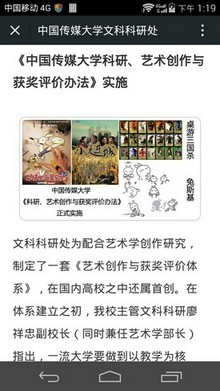 中国移动 4G
下午 1:19
中国传媒大学文科科研处
《中国传媒大学科研、艺术创作与
获奖评价办法》实施
桌游三国杀
兔斯基
中国传媒大学
《科研、艺术创作与获奖评价办法》
正式实施
文科科研处为配合艺术学创作研究，
制定了一套《艺术创作与获奖评价体
系》，在国内高校之中还属首创。在
体系建立之初，我校主管文科科研廖
祥忠副校长（同时兼任艺术学部长）
指出，一流大学要做到以教学为核